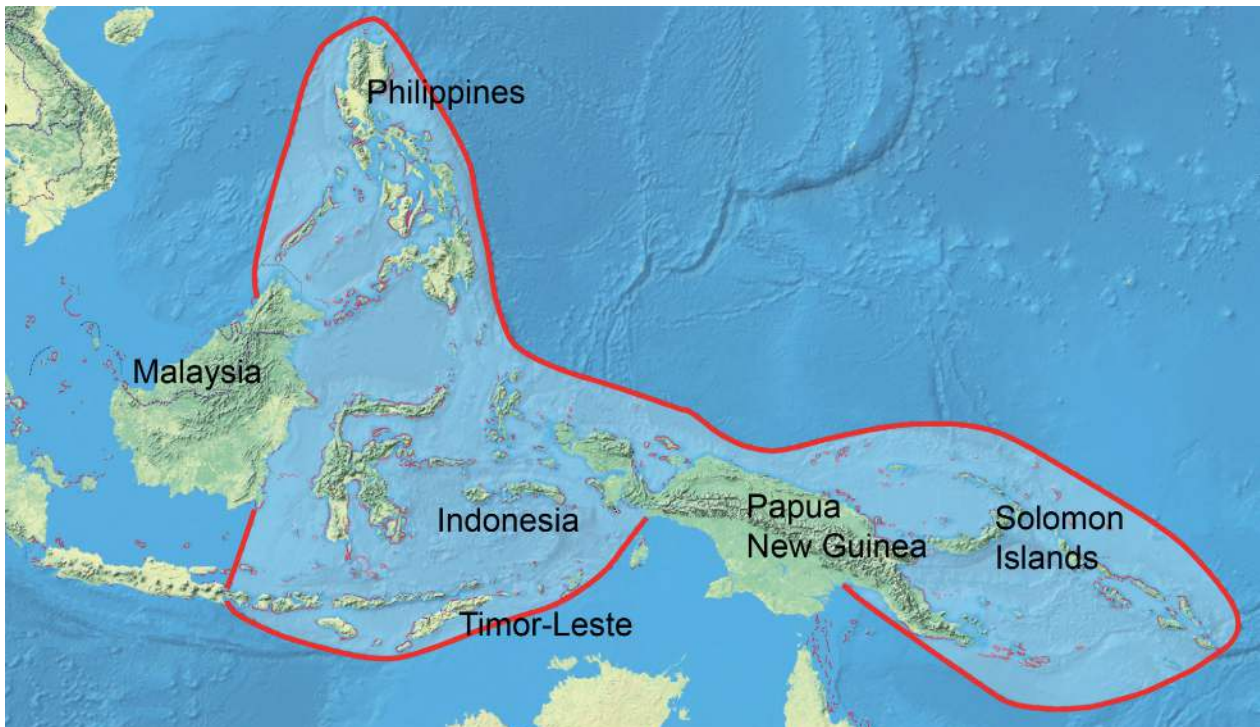 Philippines
Malaysia
Indonesia
Papua
New Guinea
Solomon
Islands
Timor-Leste